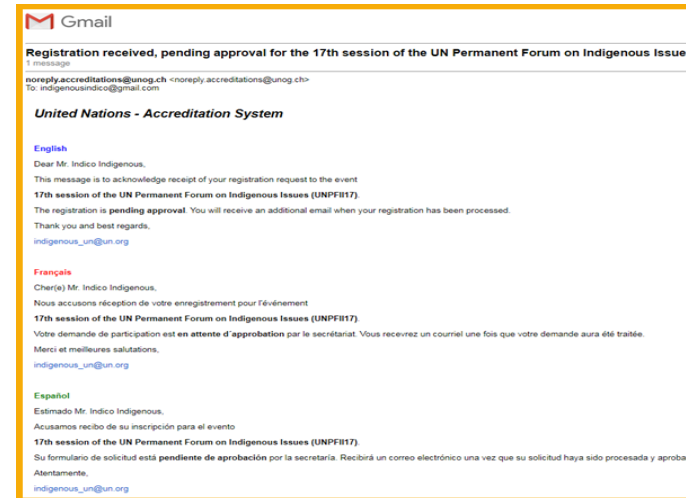 Gmail
Registration received, pending approval for the 17th session of the UN Permanent Forum on Indigenous Issue
1 message
noreply.accreditations@unog.ch <noreply.accreditations@unog.ch>
To: indigenousindico@gmail.com
United Nations - Accreditation System
English
Dear Mr. Indico Indigenous,
This message is to acknowledge receipt of your registration request to the event
17th session of the UN Permanent Forum on Indigenous Issues (UNPFII17).
The registration is pending approval. You will receive an additional email when your registration has been processed.
Thank you and best regards,
indigenous_un@un.org
Français
Cher(e) Mr. Indico Indigenous,
Nous accusons réception de votre enregistrement pour l'événement
17th session of the UN Permanent Forum on Indigenous Issues (UNPFII17).
Votre demande de participation est en attente d´approbation par le secrétariat. Vous recevrez un courriel une fois que votre demande aura été traitée.
Merci et meilleures salutations,
indigenous_un@un.org
Español
Estimado Mr. Indico Indigenous,
Acusamos recibo de su inscripción para el evento
17th session of the UN Permanent Forum on Indigenous Issues (UNPFII17).
Su formulario de solicitud está pendiente de aprobación por la secretaría. Recibirá un correo electrónico una vez que su solicitud haya sido procesada y aproba
Atentamente,
indigenous_un@un.org